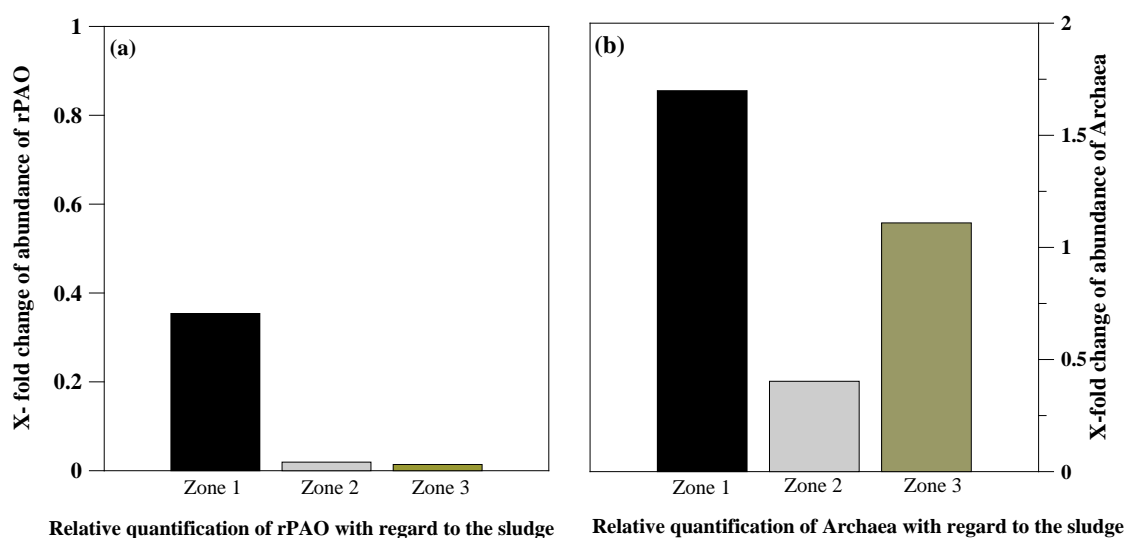 (a)
X- fold change of abundance of rPAO
1
0.8
0.6
0.4
0.2
0
Zone 1 Zone 2 Zone 3
Relative quantification of rPAO with regard to the sludge
(b)
X-fold change of abundance of Archaea
2
1.5
1
0.5
0
Zone 1 Zone 2 Zone 3
Relative quantification of Archaea with regard to the sludge